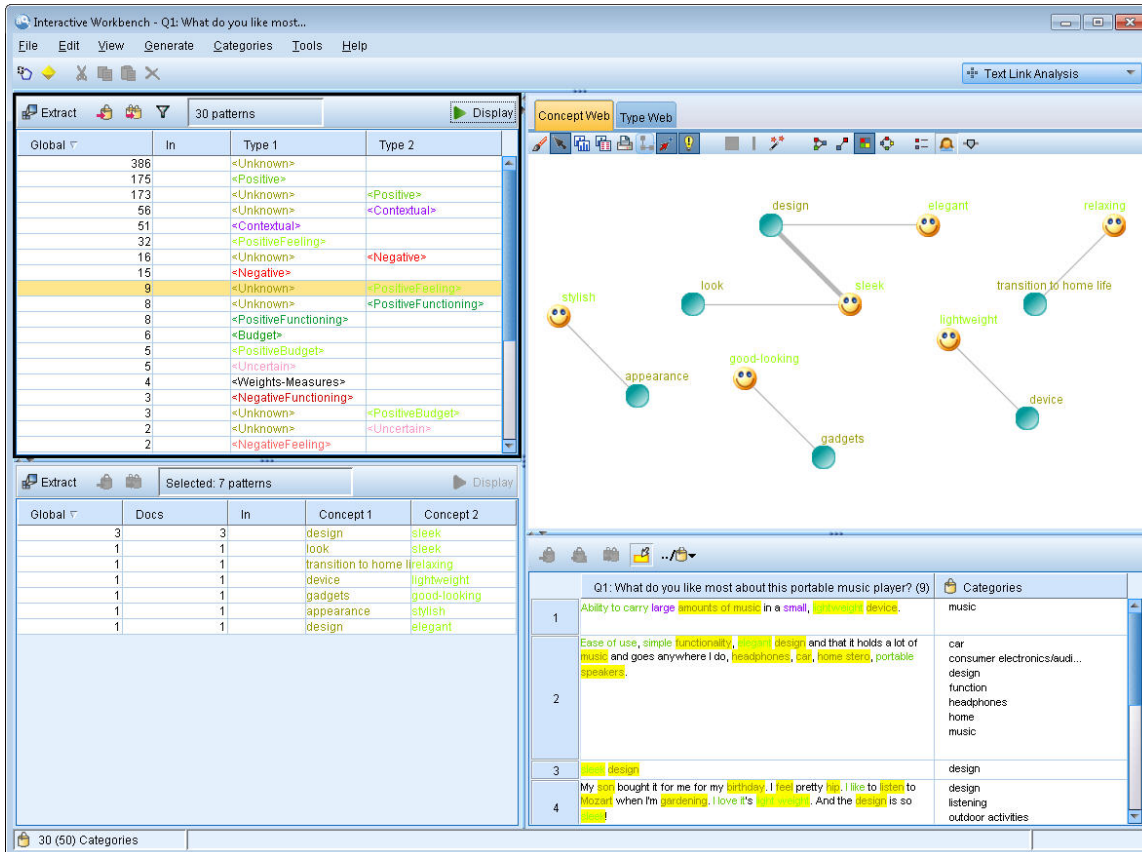 Interactive Workbench - Q1: What do you like most...
File Edit View Generate Categories Tools Help
Text Link Analysis
Extract 30 patterns Display
Global In Type 1 Type 2
386 <Unknown>
175 <Positive>
173 <Unknown> <Positive>
56 <Unknown> <Contextual>
51 <Contextual>
32 <PositiveFeeling>
16 <Unknown> <Negative>
15 <Negative>
9 <Unknown> <PositiveFeeling>
8 <Unknown> <PositiveFunctioning>
8 <PositiveFunctioning>
6 <Budget>
5 <PositiveBudget>
5 <Uncertain>
4 <Weights-Measures>
3 <NegativeFunctioning>
3 <Unknown> <PositiveBudget>
2 <Unknown> <Uncertain>
2 <NegativeFeeling>
Extract Selected: 7 patterns Display
Global Docs In Concept 1 Concept 2
3 3 design sleek
1 1 look sleek
1 1 transition to home li relaxing
1 1 device lightweight
1 1 gadgets good-looking
1 1 appearance stylish
1 1 design elegant
Concept Web Type Web
design elegant relaxing
look sleek transition to home life
stylish
lightweight
good-looking
appearance
device
gadgets
../
Q1: What do you like most about this portable music player? (9) Categories
1 Ability to carry large amounts of music in a small, lightweight device. music
2
Ease of use, simple functionality, elegant design and that it holds a lot of
music and goes anywhere I do, headphones, car, home stero, portable
speakers.
car
consumer electronics/audi...
design
function
headphones
home
music
3 sleek design design
4
My son bought it for me for my birthday. I feel pretty hip. I like to listen to
Mozart when I'm gardening. I love it's light weight. And the design is so
sleek!
design
listening
outdoor activities
30 (50) Categories